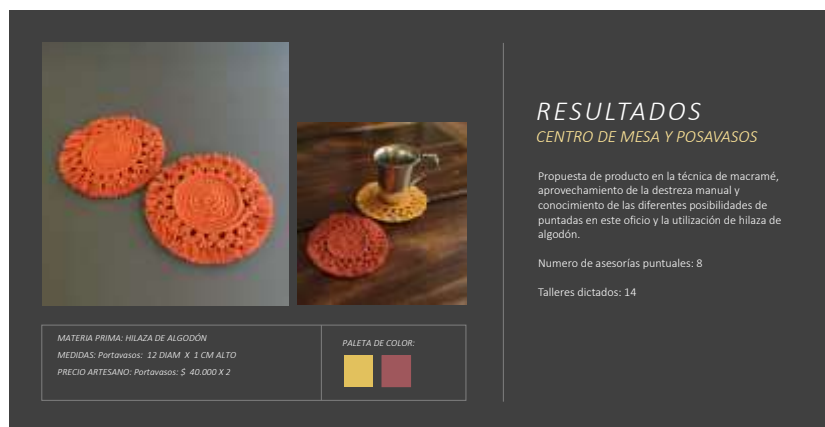 RESULTADOS
CENTRO DE MESA Y POSAVASOS
Propuesta de producto en la técnica de macramé,
aprovechamiento de la destreza manual y
conocimiento de las diferentes posibilidades de
puntadas en este oficio y la utilización de hilaza de
algodón.
Numero de asesorías puntuales: 8
Talleres dictados: 14
MATERIA PRIMA: HILAZA DE ALGODÓN
MEDIDAS: Portavasos: 12 DIAM X 1 CM ALTO
PRECIO ARTESANO: Portavasos: $ 40.000 X 2
PALETA DE COLOR: